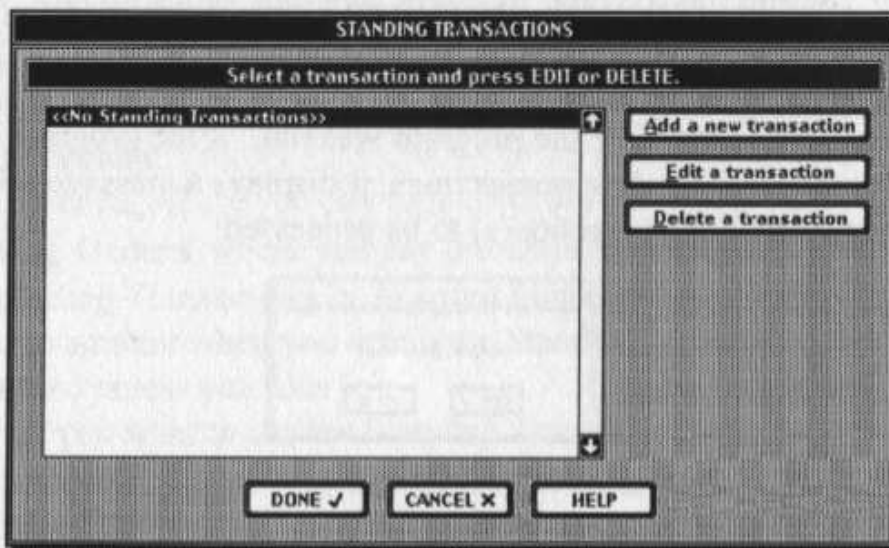 STANDING TRANSACTIONS
Select a transaction and press EDIT or DELETE.
<<No Standing Transactions>>
Add a new transaction
Edit a transaction
Delete a transaction
DONE ✓ CANCEL ✕ HELP